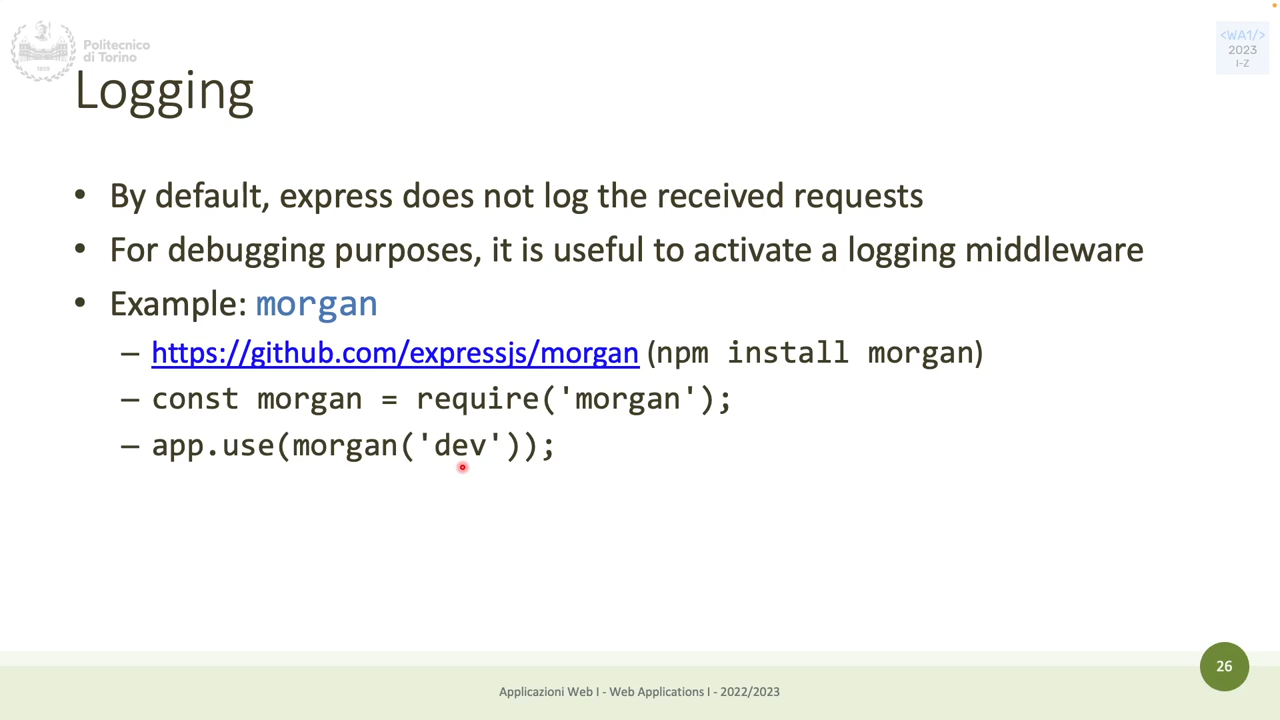 Politecnico
di Torino
1859
<WA1/>
2023
I-Z
Logging
• By default, express does not log the received requests
• For debugging purposes, it is useful to activate a logging middleware
• Example: morgan
– https://github.com/expressjs/morgan (npm install morgan)
– const morgan = require('morgan');
– app.use(morgan('dev'));
26
Applicazioni Web I - Web Applications I - 2022/2023